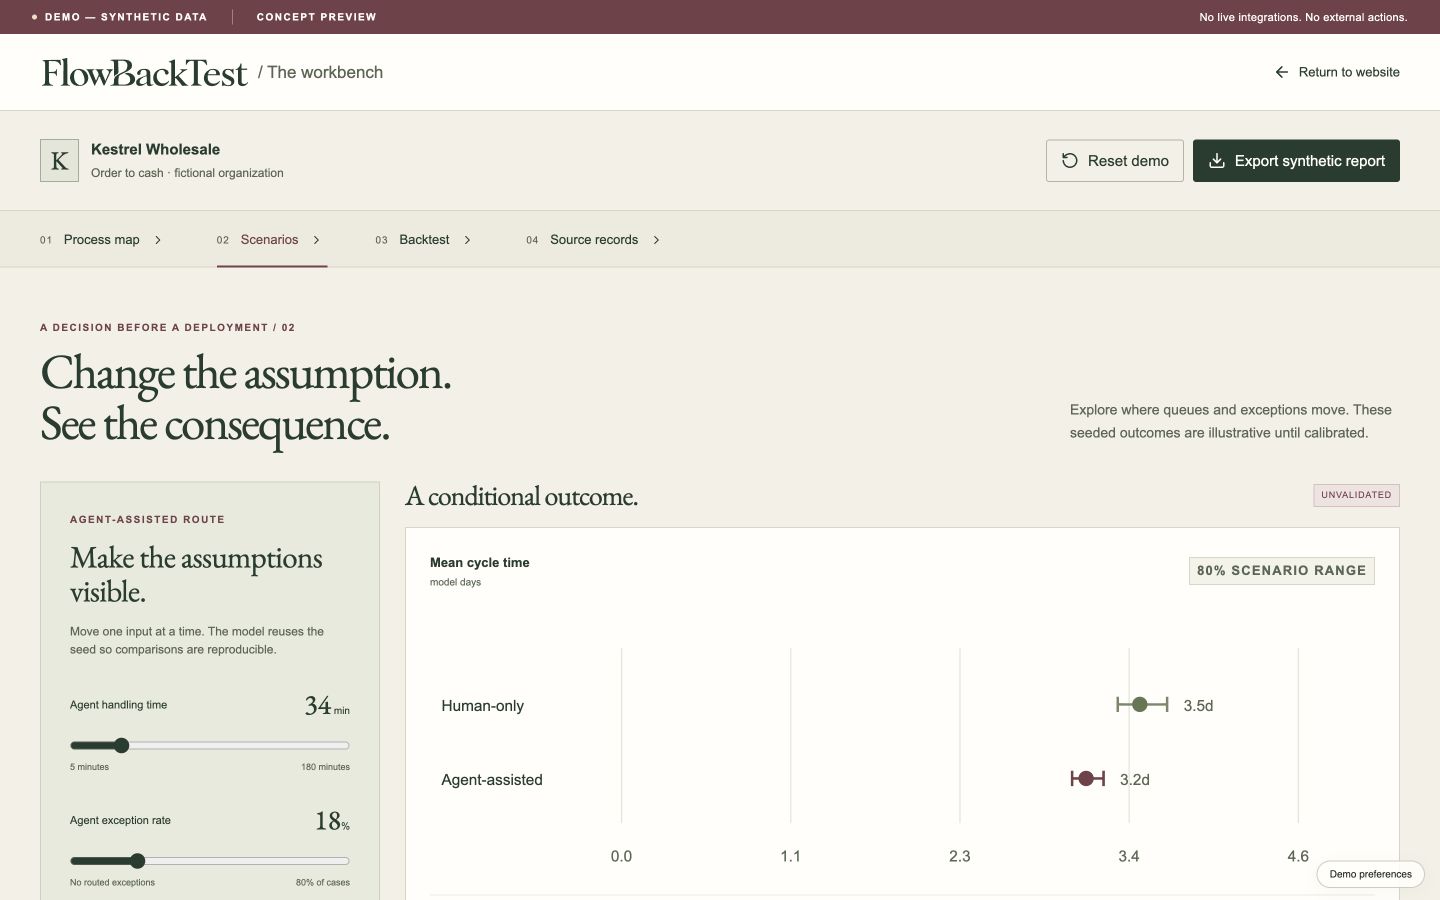 DEMO — SYNTHETIC DATA
CONCEPT PREVIEW
No live integrations. No external actions.
FlowBackTest / The workbench
Return to website
K
Kestrel Wholesale
Order to cash · fictional organization
Reset demo
Export synthetic report
01 Process map
02 Scenarios
03 Backtest
04 Source records
A DECISION BEFORE A DEPLOYMENT / 02
Change the assumption.
See the consequence.
Explore where queues and exceptions move. These
seeded outcomes are illustrative until calibrated.
AGENT-ASSISTED ROUTE
Make the assumptions
visible.
Move one input at a time. The model reuses the
seed so comparisons are reproducible.
Agent handling time
34 min
5 minutes
180 minutes
Agent exception rate
18%
No routed exceptions
80% of cases
A conditional outcome.
UNVALIDATED
Mean cycle time
model days
80% SCENARIO RANGE
Human-only
3.5d
Agent-assisted
3.2d
0.0
1.1
2.3
3.4
4.6
Demo preferences